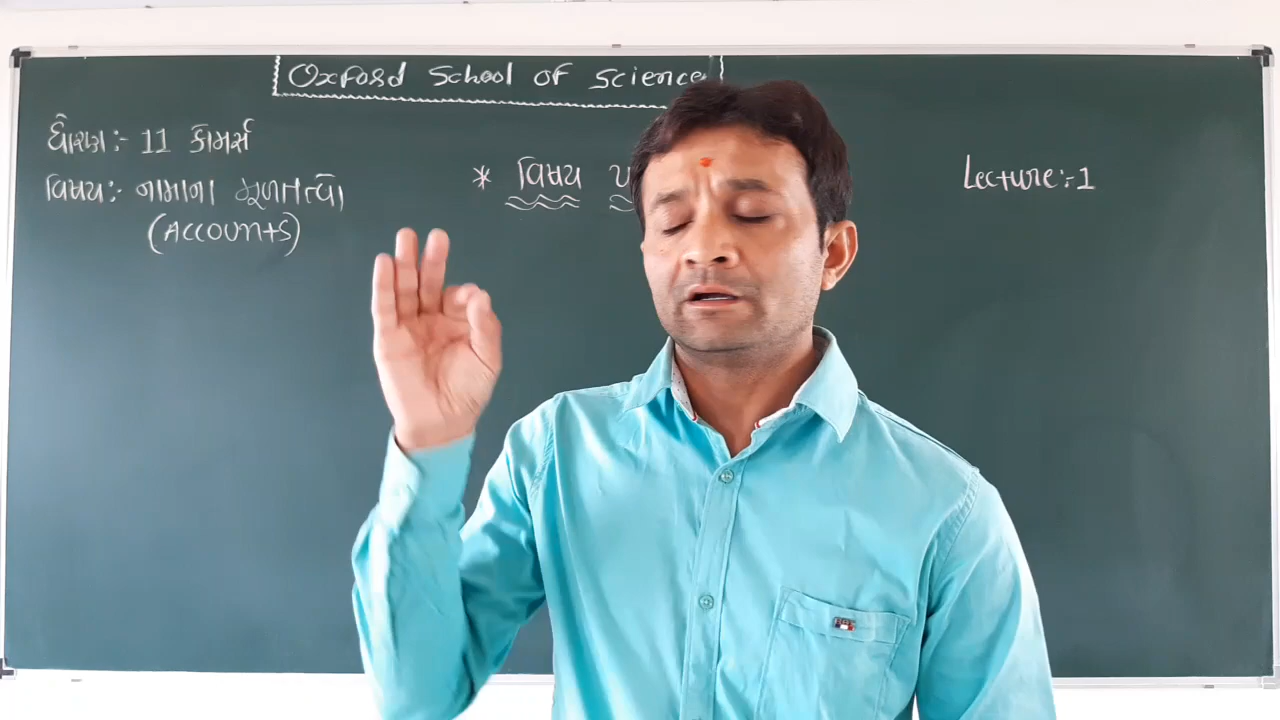 Oxford School of Science
ધોરણ:- 11 કોમર્સ
વિષય:- નામાના મૂળતત્વો
(Accounts)
* વિષય
Lecture:-1